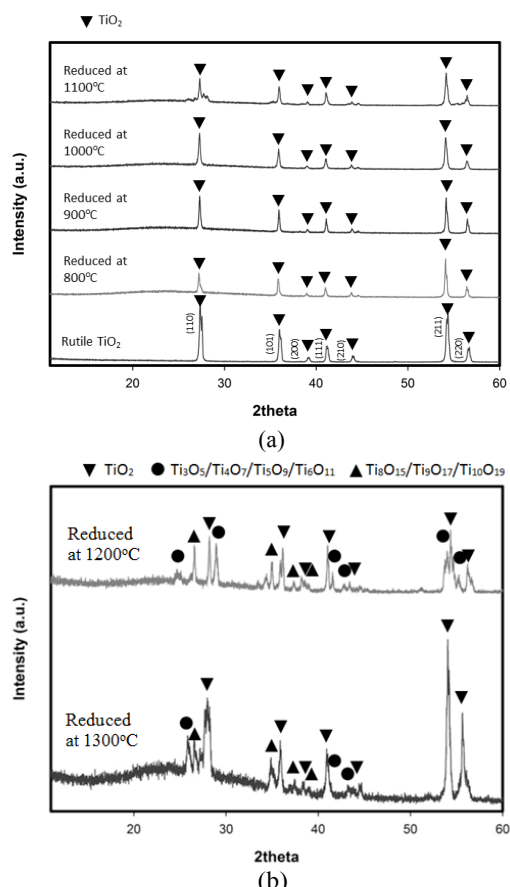 ▼ TiO₂
Reduced at
1100°C
Reduced at
1000°C
Reduced at
900°C
Reduced at
800°C
Rutile TiO₂
(110)
(101)
(200)
(111)
(210)
(211)
(220)
Intensity (a.u.)
20 30 40 50 60
2theta
(a)
▼ TiO₂ ● Ti₃O₅/Ti₄O₇/Ti₅O₉/Ti₆O₁₁ ▲ Ti₈O₁₅/Ti₉O₁₇/Ti₁₀O₁₉
Reduced
at 1200°C
Reduced
at 1300°C
Intensity (a.u.)
20 30 40 50 60
2theta
(b)